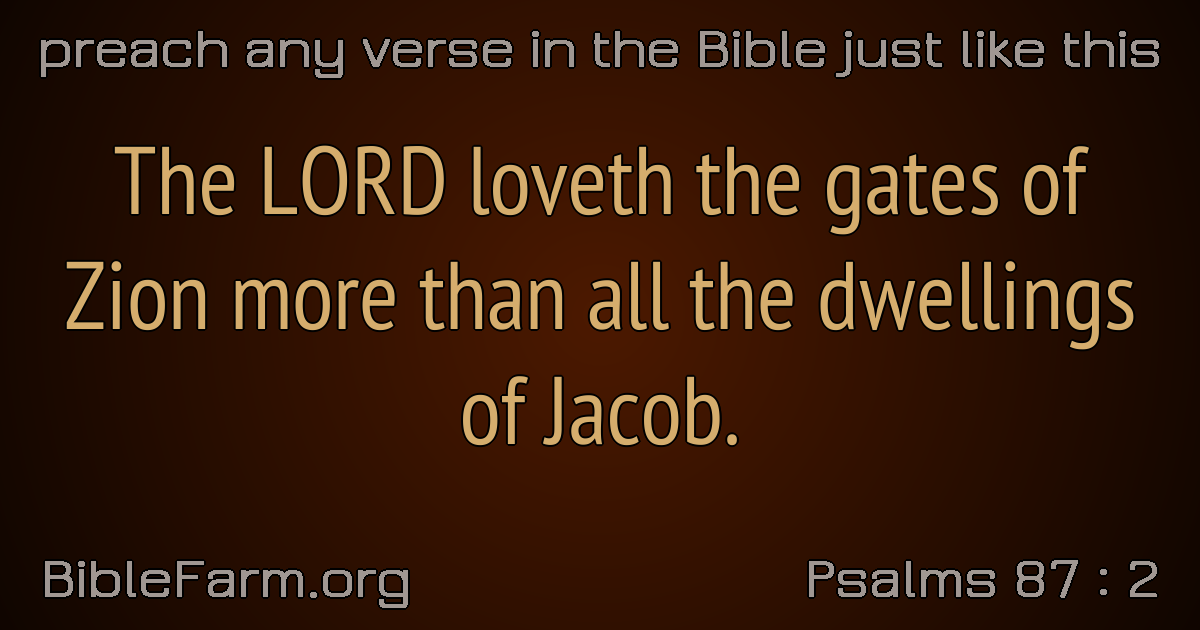 preach any verse in the Bible just like this
The LORD loveth the gates of
Zion more than all the dwellings
of Jacob.
BibleFarm.org
Psalms 87 : 2